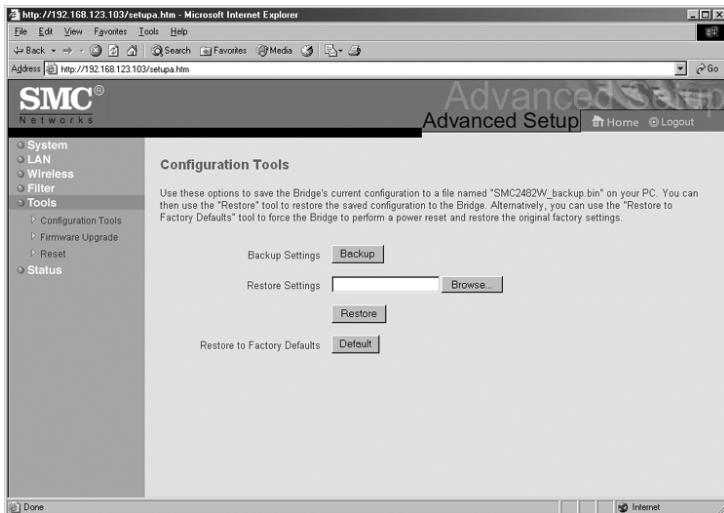 http://192.168.123.103/setupa.htm - Microsoft Internet Explorer
File Edit View Favorites Tools Help
Back Search Favorites Media
Address http://192.168.123.103/setupa.htm Go
SMC®
Networks
Advanced Setup
Advanced Setup Home Logout
System
LAN
Wireless
Filter
Tools
Configuration Tools
Firmware Upgrade
Reset
Status
Configuration Tools
Use these options to save the Bridge's current configuration to a file named "SMC2482W_backup.bin" on your PC. You can
then use the "Restore" tool to restore the saved configuration to the Bridge. Alternatively, you can use the "Restore to
Factory Defaults" tool to force the Bridge to perform a power reset and restore the original factory settings.
Backup Settings Backup
Restore Settings Browse...
Restore
Restore to Factory Defaults Default
Done Internet